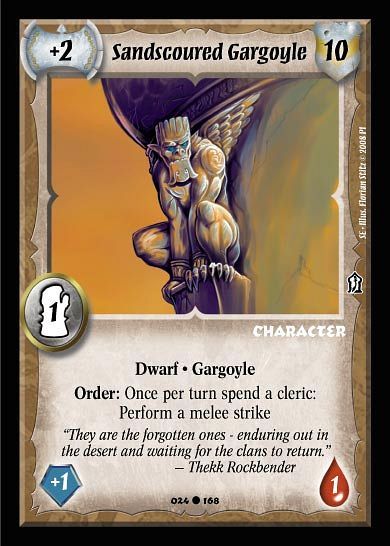 +2 Sandscoured Gargoyle 10
SE • Illus. Florian Stitz © 2008 PI
1
CHARACTER
Dwarf • Gargoyle
Order: Once per turn spend a cleric:
Perform a melee strike
“They are the forgotten ones - enduring out in
the desert and waiting for the clans to return.”
– Thekk Rockbender
+1
024 ● 168
1